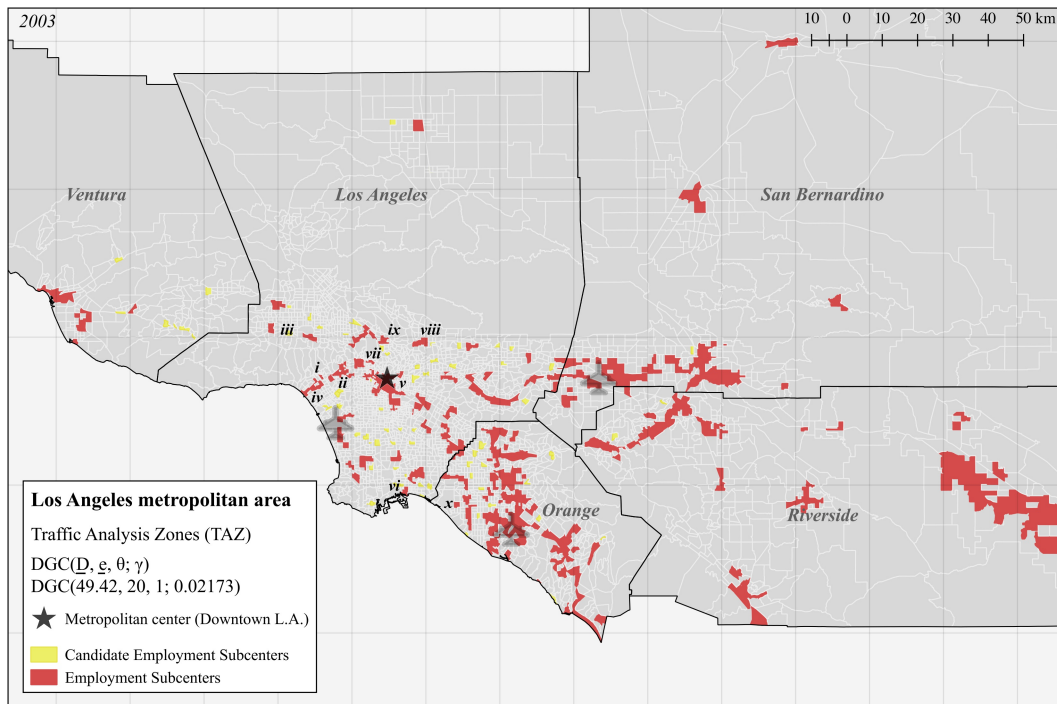 2003
10 0 10 20 30 40 50 km
Ventura
Los Angeles
San Bernardino
iii
ix
viii
vii
i
ii
v
iv
vi
x
Orange
Riverside
Los Angeles metropolitan area
Traffic Analysis Zones (TAZ)
DGC(D, e, θ; γ)
DGC(49.42, 20, 1; 0.02173)
Metropolitan center (Downtown L.A.)
Candidate Employment Subcenters
Employment Subcenters